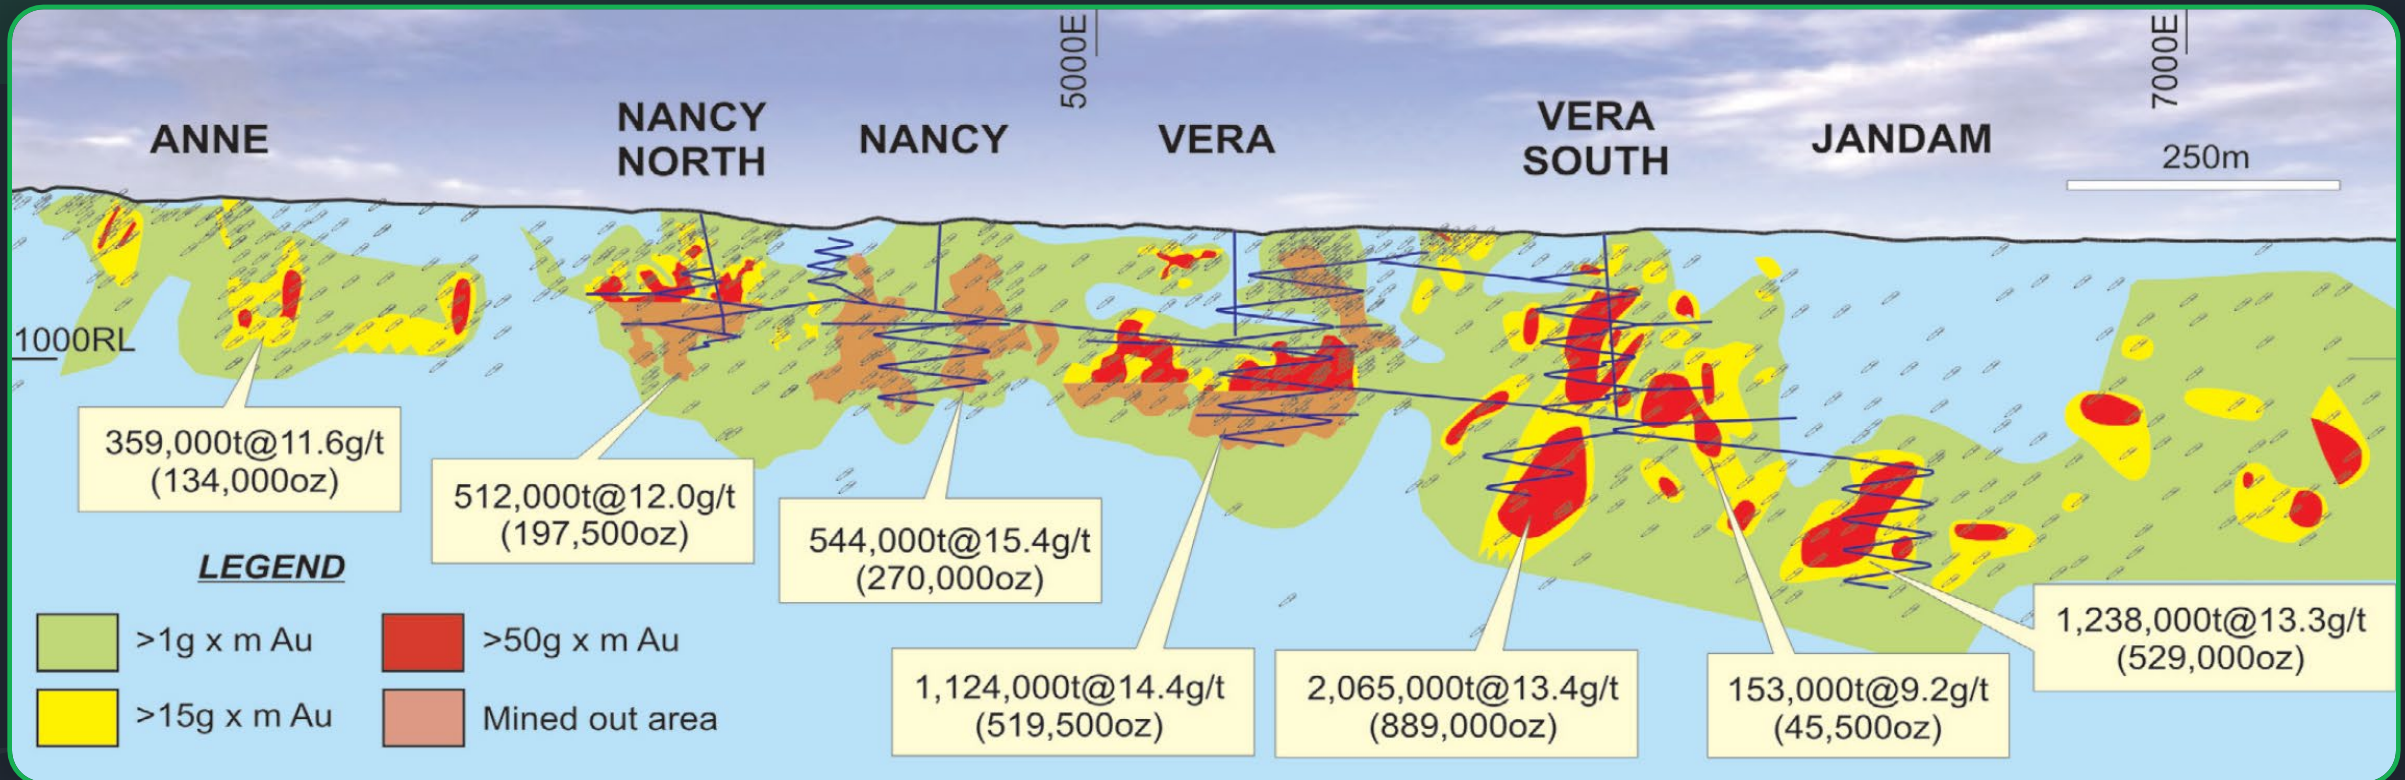 5000E
7000E
ANNE
NANCY
NORTH
NANCY
VERA
VERA
SOUTH
JANDAM
250m
1000RL
359,000t@11.6g/t
(134,000oz)
512,000t@12.0g/t
(197,500oz)
544,000t@15.4g/t
(270,000oz)
1,124,000t@14.4g/t
(519,500oz)
2,065,000t@13.4g/t
(889,000oz)
153,000t@9.2g/t
(45,500oz)
1,238,000t@13.3g/t
(529,000oz)
LEGEND
>1g x m Au
>50g x m Au
>15g x m Au
Mined out area